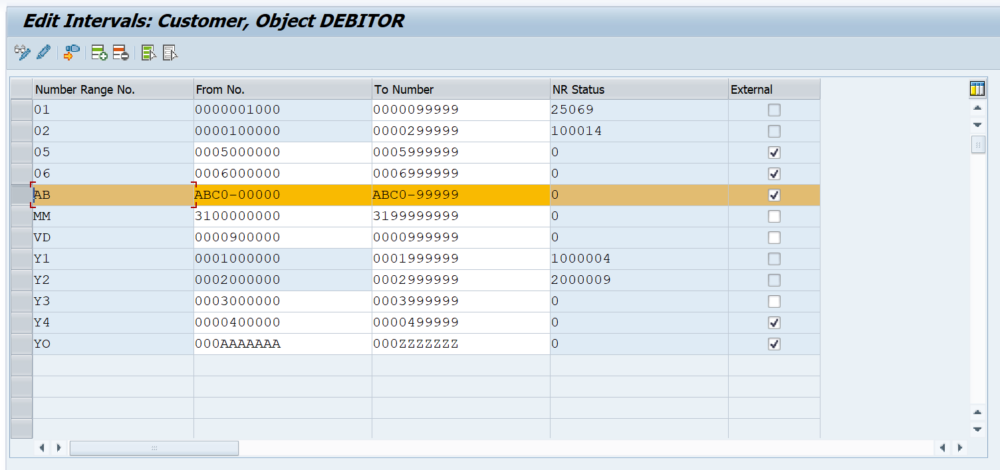 Edit Intervals: Customer, Object DEBITOR
Number Range No. From No. To Number NR Status External
01 0000001000 0000099999 25069
02 0000100000 0000299999 100014
05 0005000000 0005999999 0
06 0006000000 0006999999 0
AB ABC0-00000 ABC0-99999 0
MM 3100000000 3199999999 0
VD 0000900000 0000999999 0
Y1 0001000000 0001999999 1000004
Y2 0002000000 0002999999 2000009
Y3 0003000000 0003999999 0
Y4 0000400000 0000499999 0
YO 000AAAAAAA 000ZZZZZZZ 0